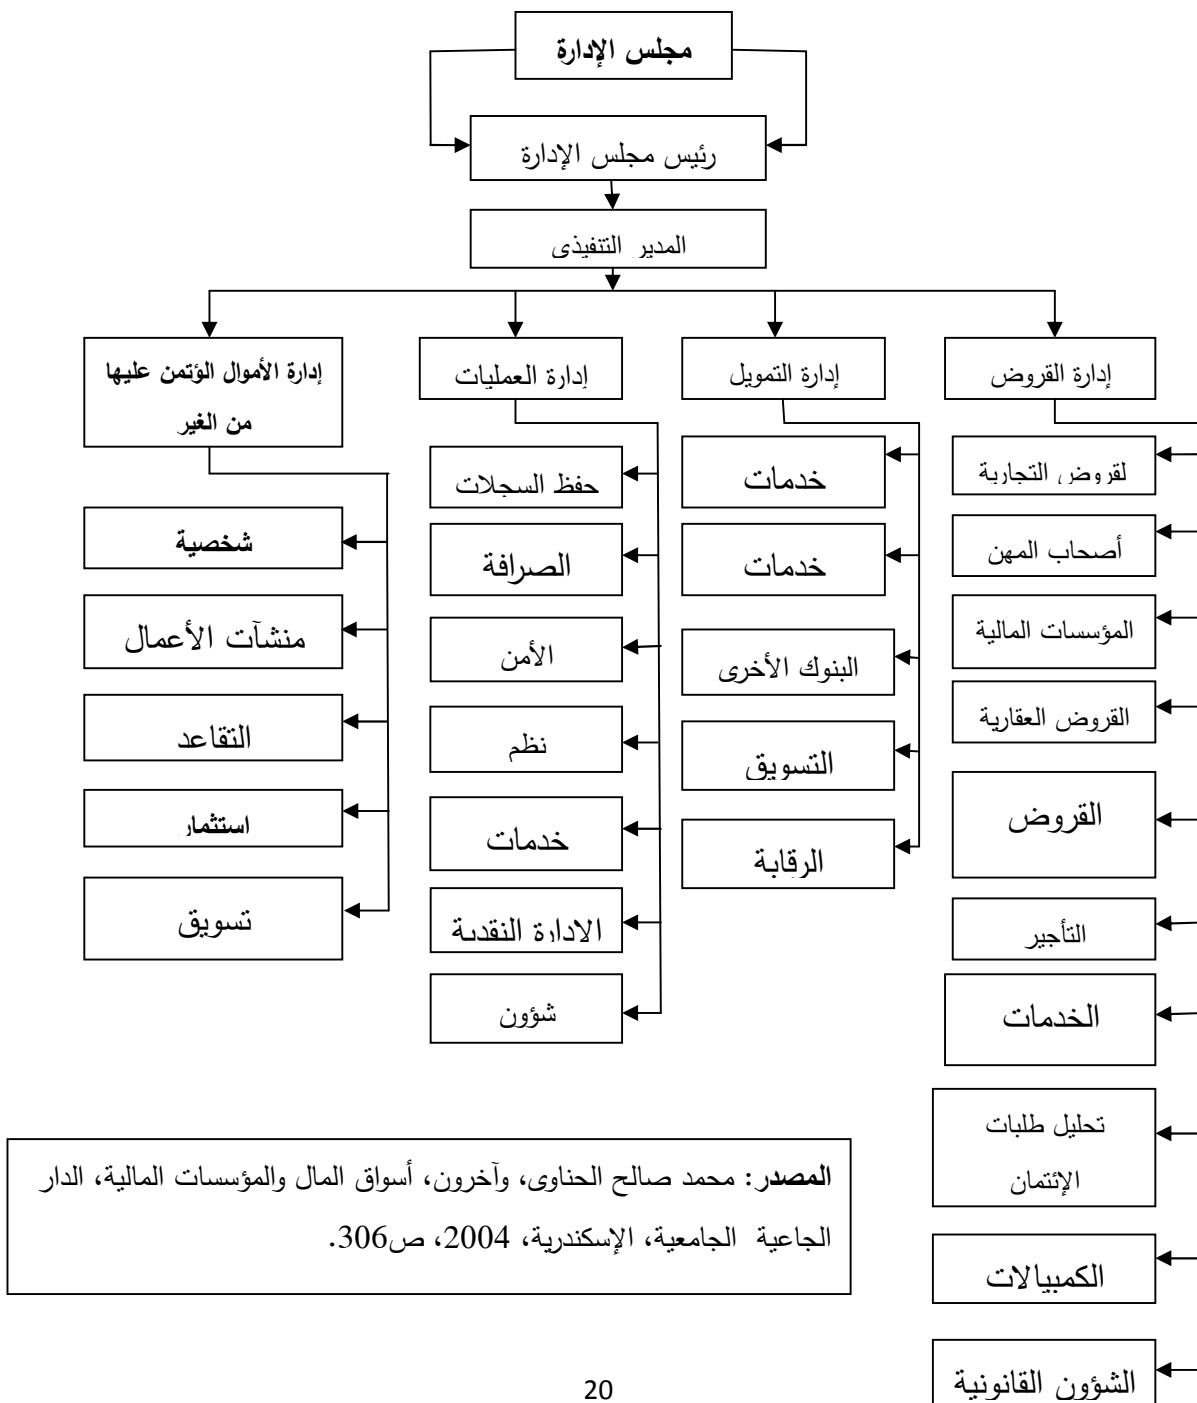 مجلس الإدارة
رئيس مجلس الإدارة
المدير التنفيذي
إدارة القروض
إدارة التمويل
إدارة العمليات
إدارة الأموال الؤتمن عليها
من الغير
لقروض التجارية
أصحاب المهن
المؤسسات المالية
القروض العقارية
القروض
التأجير
الخدمات
تحليل طلبات
الإئتمان
الكمبيالات
الشؤون القانونية
خدمات
خدمات
البنوك الأخرى
التسويق
الرقابة
حفظ السجلات
الصرافة
الأمن
نظم
خدمات
الادارة النقدية
شؤون
شخصية
منشآت الأعمال
التقاعد
استثمار
تسويق
المصدر: محمد صالح الحناوى، وآخرون، أسواق المال والمؤسسات المالية، الدار
الجاعية الجامعية، الإسكندرية، 2004، ص306.
20